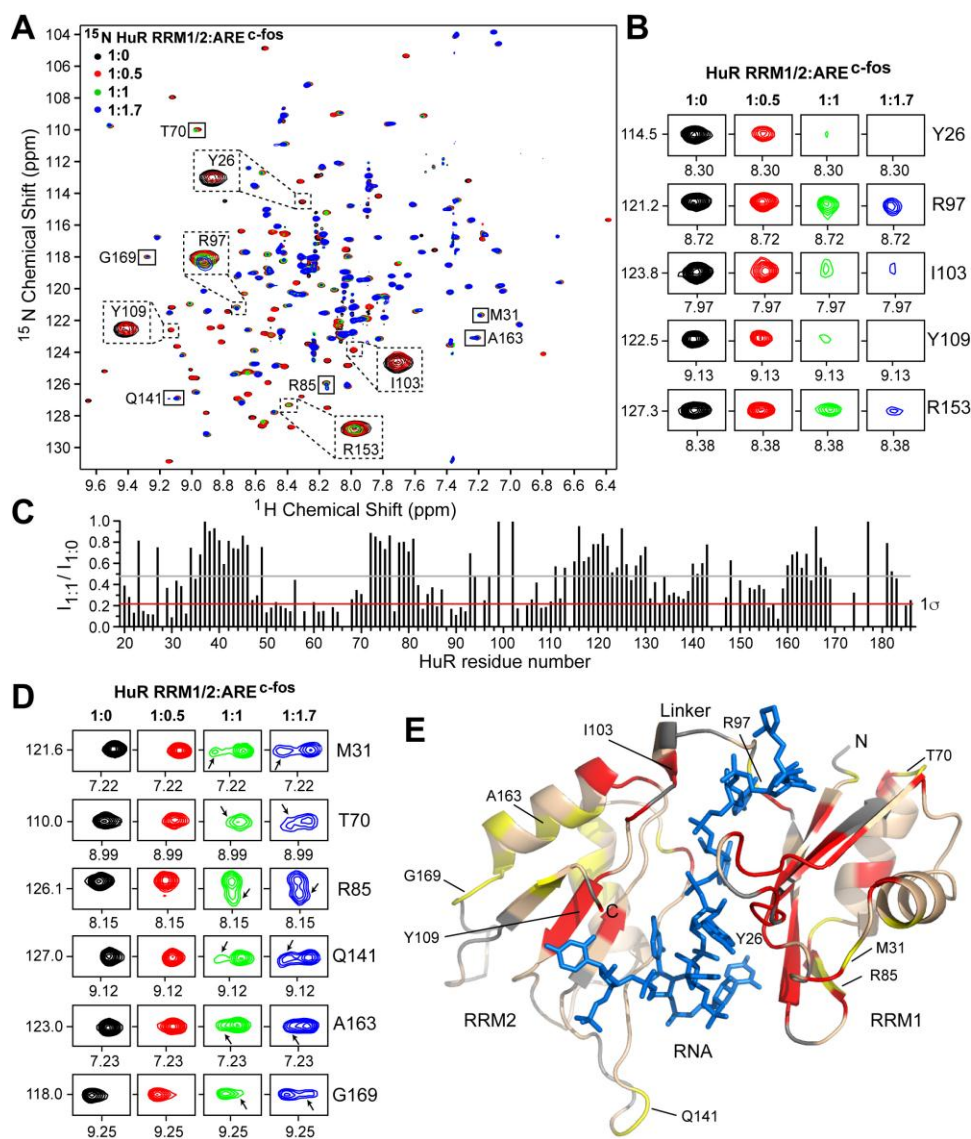 A
15N HuR RRM1/2:ARE c-fos
1:0
1:0.5
1:1
1:1.7
104
106
108
110
112
114
116
118
120
122
124
126
128
130
15N Chemical Shift (ppm)
T70
Y26
R97
G169
Y109
M31
A163
I103
R85
Q141
R153
9.6 9.4 9.2 9.0 8.8 8.6 8.4 8.2 8.0 7.8 7.6 7.4 7.2 7.0 6.8 6.6 6.4
1H Chemical Shift (ppm)
B
HuR RRM1/2:ARE c-fos
1:0 1:0.5 1:1 1:1.7
114.5 Y26
8.30 8.30 8.30 8.30
121.2 R97
8.72 8.72 8.72 8.72
123.8 I103
7.97 7.97 7.97 7.97
122.5 Y109
9.13 9.13 9.13 9.13
127.3 R153
8.38 8.38 8.38 8.38
C
I1:1 / I1:0
1.0
0.8
0.6
0.4
0.2
0.0
1σ
20 30 40 50 60 70 80 90 100 110 120 130 140 150 160 170 180
HuR residue number
D
HuR RRM1/2:ARE c-fos
1:0 1:0.5 1:1 1:1.7
121.6 M31
7.22 7.22 7.22 7.22
110.0 T70
8.99 8.99 8.99 8.99
126.1 R85
8.15 8.15 8.15 8.15
127.0 Q141
9.12 9.12 9.12 9.12
123.0 A163
7.23 7.23 7.23 7.23
118.0 G169
9.25 9.25 9.25 9.25
E
Linker
I103
R97
N
T70
A163
G169
C
Y109
Y26
M31
R85
RRM2
RNA
RRM1
Q141